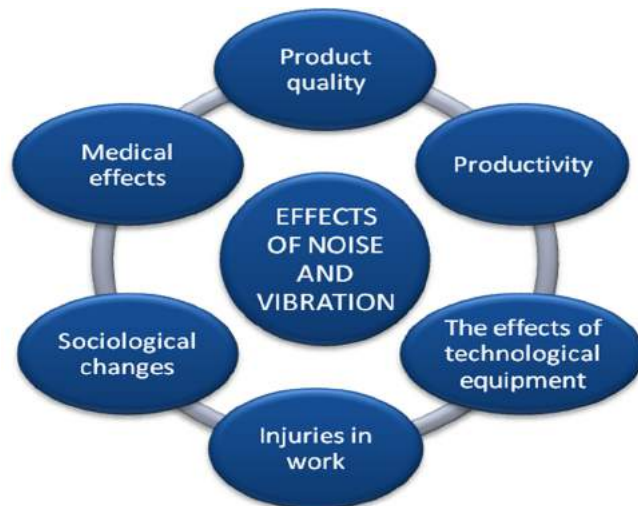 Product
quality
Productivity
The effects of
technological
equipment
Injuries in
work
Sociological
changes
Medical
effects
EFFECTS
OF NOISE
AND
VIBRATION